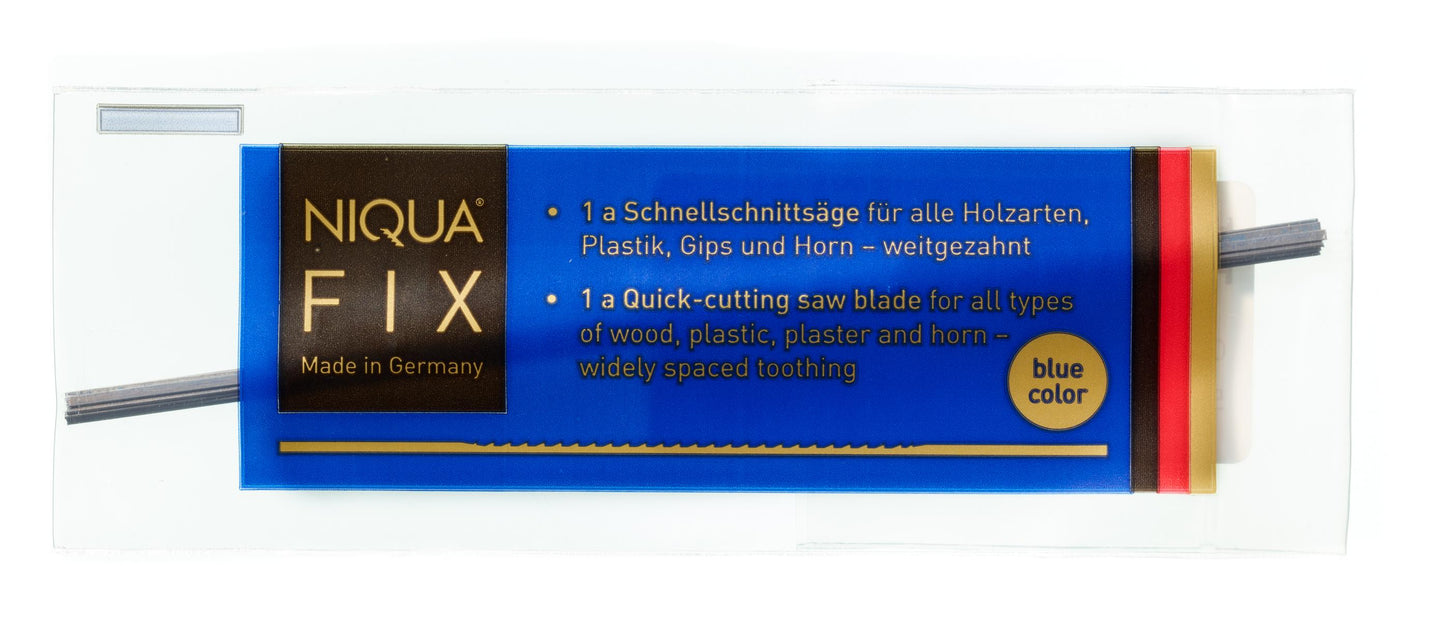 NIQUA®
FIX
Made in Germany
• 1 a Schnellschnittsäge für alle Holzarten,
Plastik, Gips und Horn – weitgezahnt
• 1 a Quick-cutting saw blade for all types
of wood, plastic, plaster and horn –
widely spaced toothing
blue
color